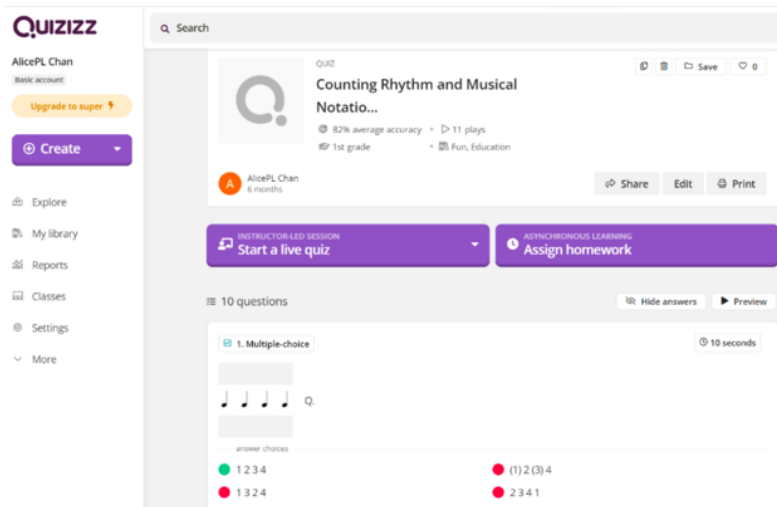 QUIZIZZ
Search
AlicePL Chan
Basic account
Upgrade to super
Create
Explore
My library
Reports
Classes
Settings
More
QUIZ
Counting Rhythm and Musical
Notatio...
82% average accuracy • 11 plays
1st grade • Fun, Education
Save 0
A
AlicePL Chan
6 months
Share Edit Print
INSTRUCTOR-LED SESSION
Start a live quiz
ASYNCHRONOUS LEARNING
Assign homework
10 questions
Hide answers Preview
1. Multiple-choice
10 seconds
Q.
answer choices
1 2 3 4
(1) 2 (3) 4
1 3 2 4
2 3 4 1